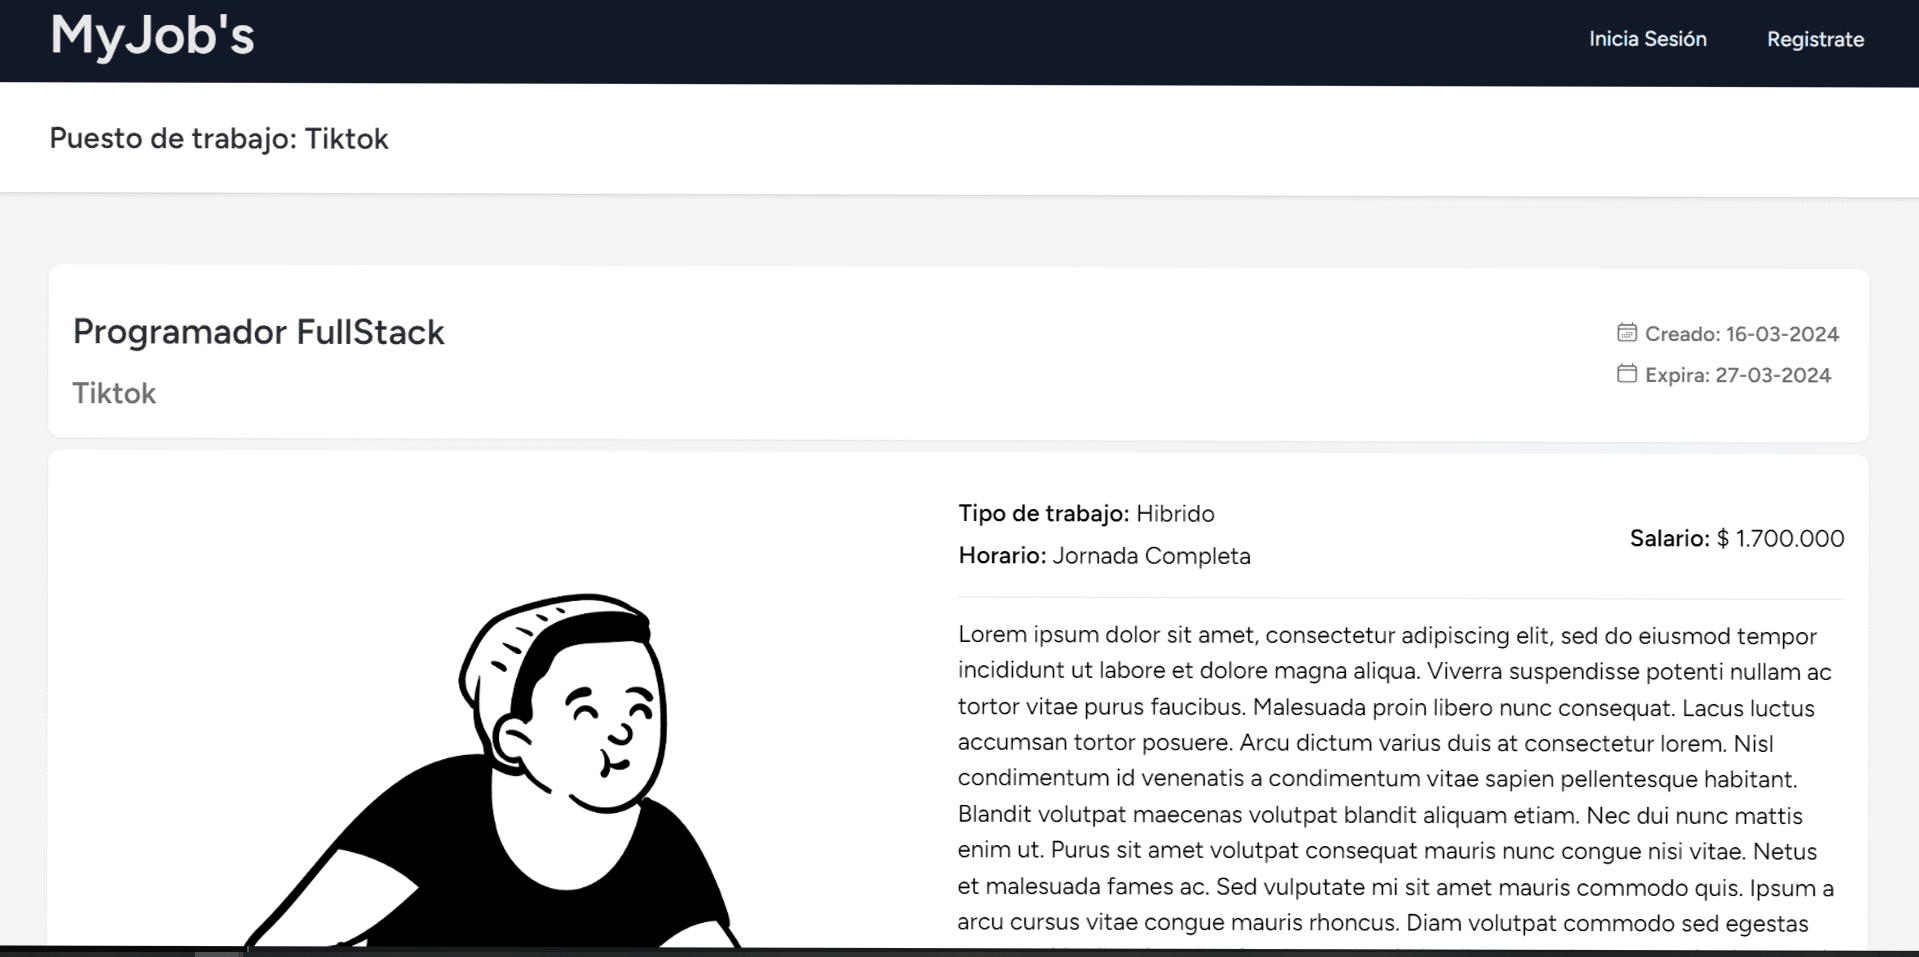 MyJob's
Inicia Sesión
Registrate
Puesto de trabajo: Tiktok
Programador FullStack
Tiktok
Creado: 16-03-2024
Expira: 27-03-2024
Tipo de trabajo: Hibrido
Horario: Jornada Completa
Salario: $ 1.700.000
Lorem ipsum dolor sit amet, consectetur adipiscing elit, sed do eiusmod tempor
incididunt ut labore et dolore magna aliqua. Viverra suspendisse potenti nullam ac
tortor vitae purus faucibus. Malesuada proin libero nunc consequat. Lacus luctus
accumsan tortor posuere. Arcu dictum varius duis at consectetur lorem. Nisl
condimentum id venenatis a condimentum vitae sapien pellentesque habitant.
Blandit volutpat maecenas volutpat blandit aliquam etiam. Nec dui nunc mattis
enim ut. Purus sit amet volutpat consequat mauris nunc congue nisi vitae. Netus
et malesuada fames ac. Sed vulputate mi sit amet mauris commodo quis. Ipsum a
arcu cursus vitae congue mauris rhoncus. Diam volutpat commodo sed egestas